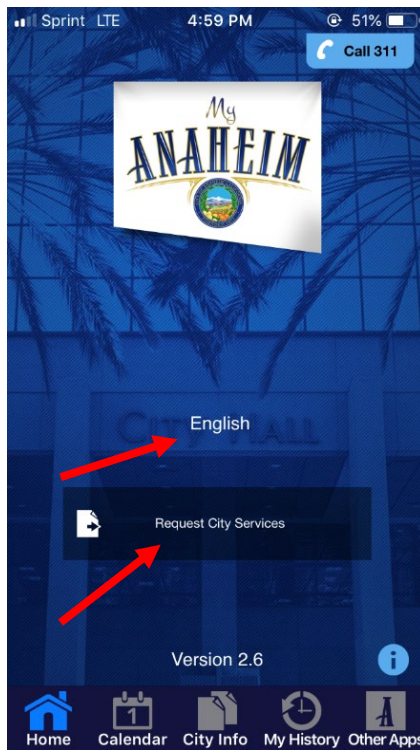 Sprint LTE 4:59 PM 51%
Call 311
My
ANAHEIM
CITY HALL
English
Request City Services
Version 2.6
i
Home Calendar City Info My History Other Apps
1
A